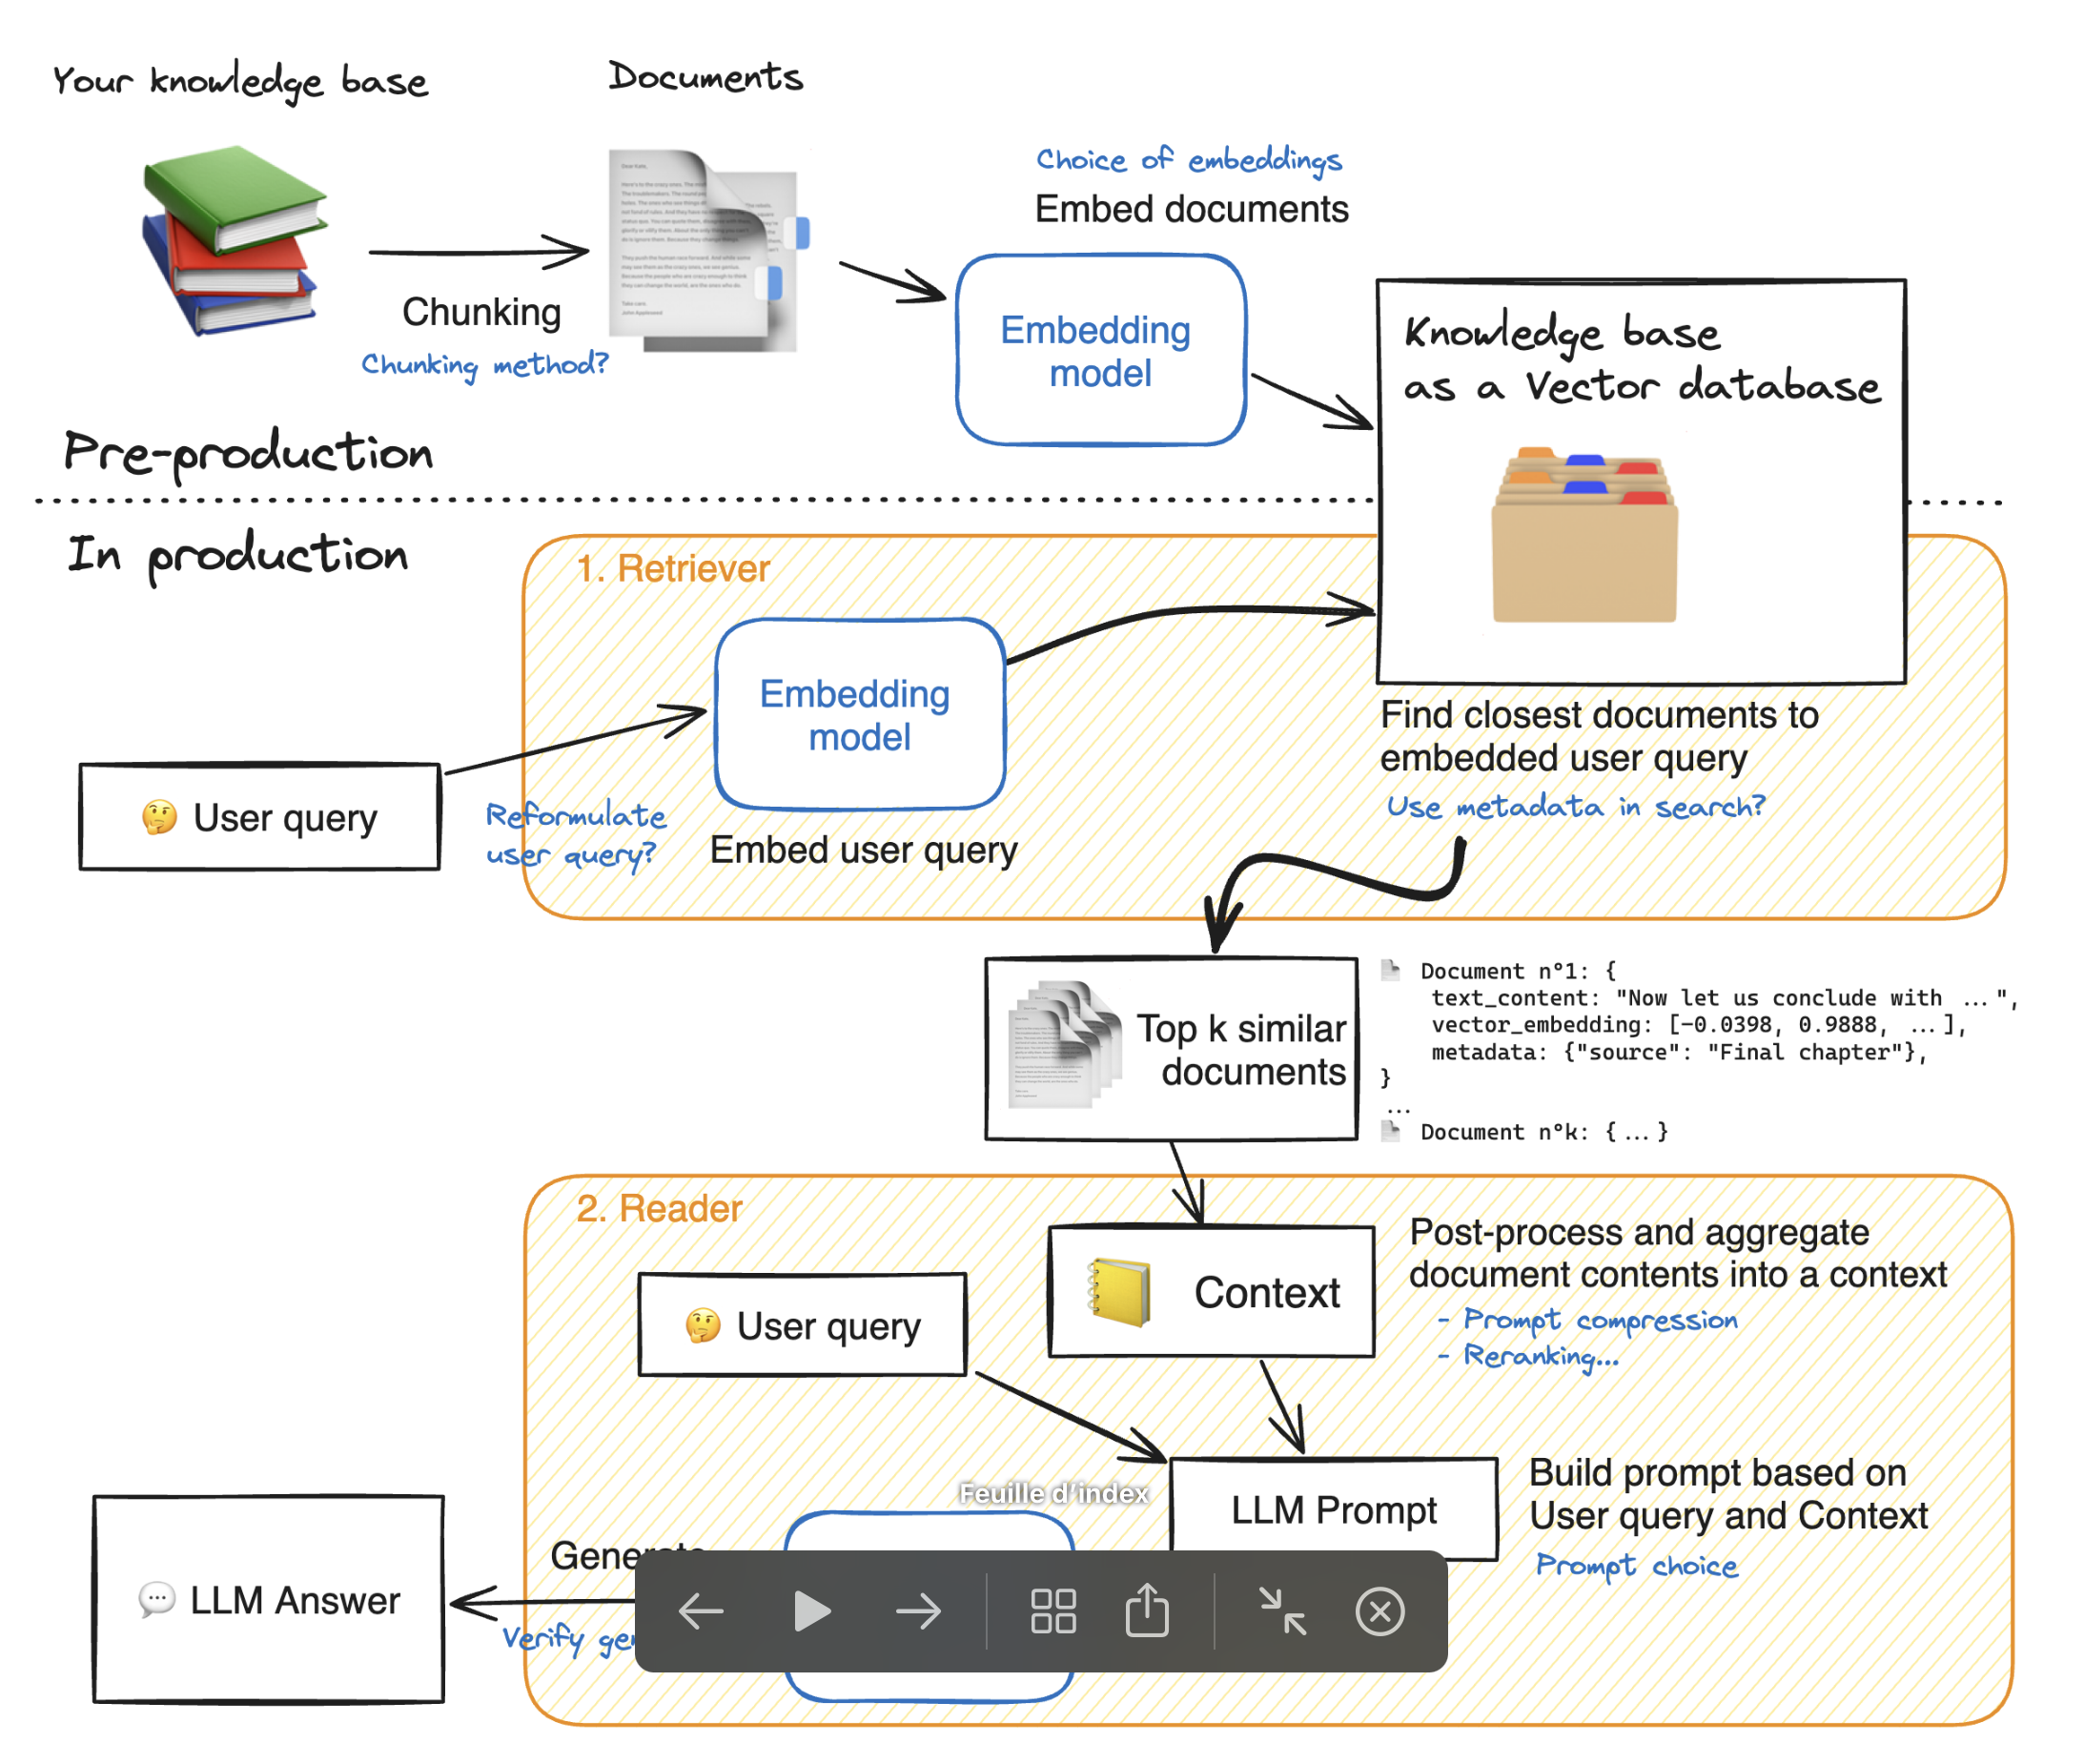 Your knowledge base
Documents
Choice of embeddings
Embed documents
Chunking
Chunking method?
Embedding
model
Knowledge base
as a Vector database
Pre-production
In production
1. Retriever
Embedding
model
🤔 User query
Reformulate
user query?
Embed user query
Find closest documents to
embedded user query
Use metadata in search?
Top k similar
documents
Document n°1: {
text_content: "Now let us conclude with ...",
vector_embedding: [-0.0398, 0.9888, ...],
metadata: {"source": "Final chapter"},
}
...
Document n°k: {...}
2. Reader
🤔 User query
Context
Post-process and aggregate
document contents into a context
- Prompt compression
- Reranking...
Feuille d'index
LLM Prompt
Build prompt based on
User query and Context
Prompt choice
Generate
💬 LLM Answer
Verify